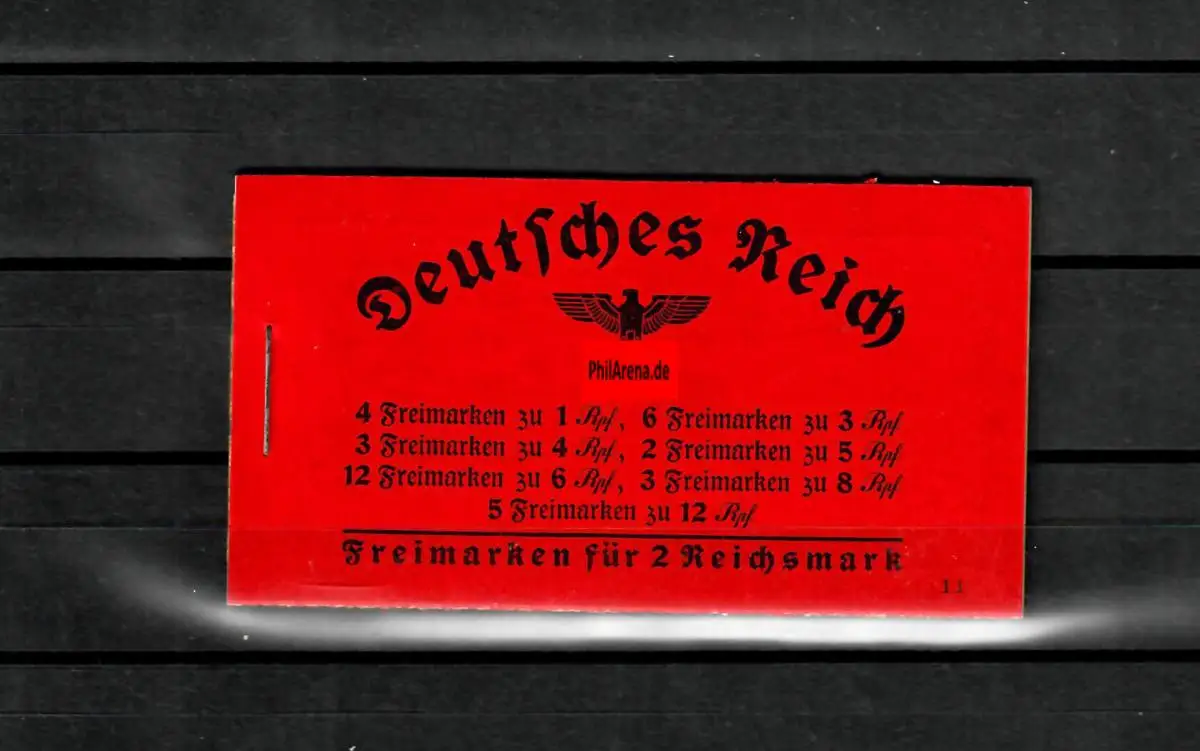 Deutsches Reich
PhilArena.de
4 Freimarken zu 1 Rpf, 6 Freimarken zu 3 Rpf
3 Freimarken zu 4 Rpf, 2 Freimarken zu 5 Rpf
12 Freimarken zu 6 Rpf, 3 Freimarken zu 8 Rpf
5 Freimarken zu 12 Rpf
Freimarken für 2 Reichsmark
11